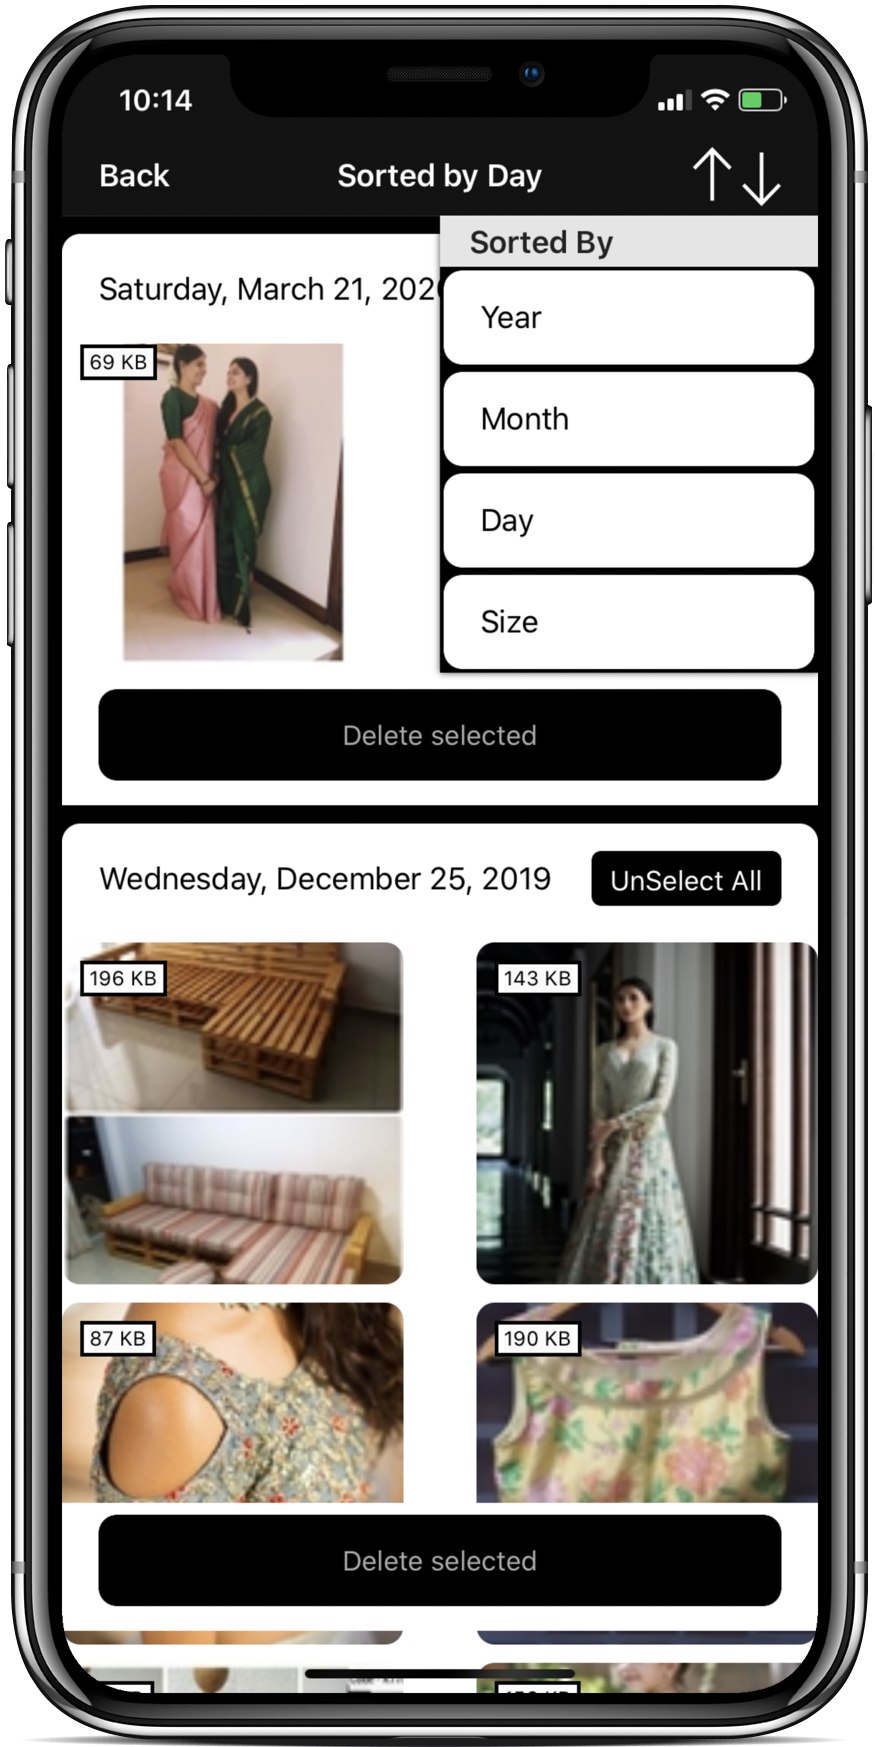 10:14
Back
Sorted by Day
Sorted By
Year
Month
Day
Size
Saturday, March 21, 202
69 KB
Delete selected
Wednesday, December 25, 2019
UnSelect All
196 KB
143 KB
87 KB
190 KB
Delete selected